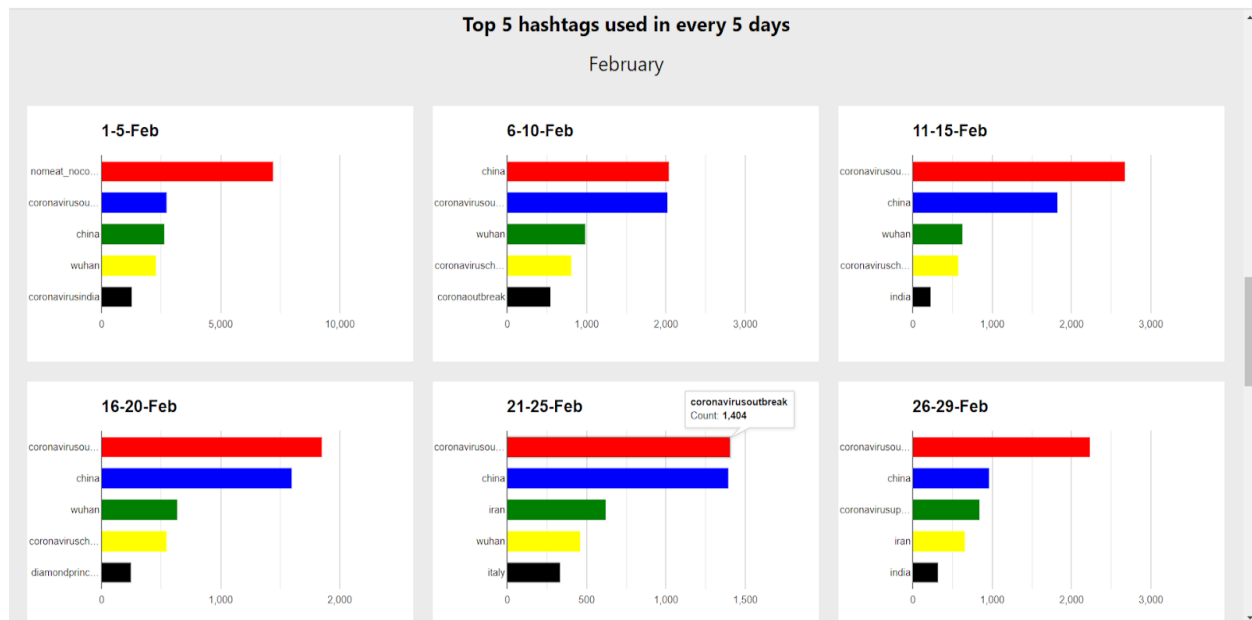 Top 5 hashtags used in every 5 days
February
1-5-Feb
nomeat_noco...
coronavirusou...
china
wuhan
coronavirusindia
0 5,000 10,000
6-10-Feb
china
coronavirusou...
wuhan
coronavirusch...
coronaoutbreak
0 1,000 2,000 3,000
11-15-Feb
coronavirusou...
china
wuhan
coronavirusch...
india
0 1,000 2,000 3,000
16-20-Feb
coronavirusou...
china
wuhan
coronavirusch...
diamondprinc...
0 1,000 2,000
21-25-Feb
coronavirusoutbreak
Count: 1,404
coronavirusou...
china
iran
wuhan
italy
0 500 1,000 1,500
26-29-Feb
coronavirusou...
china
coronavirusup...
iran
india
0 1,000 2,000 3,000